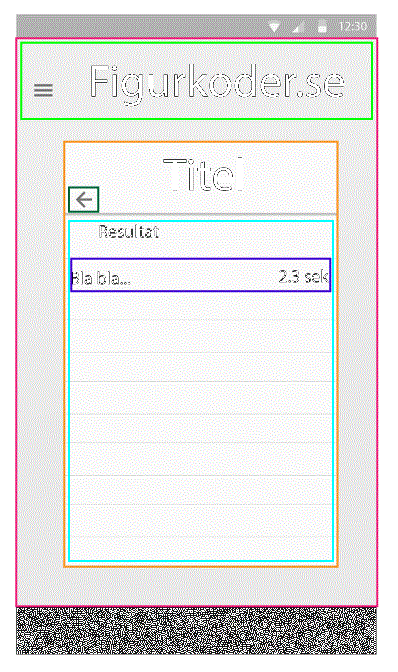 12:30
Figurkoder.se
Titel
Resultat
Bla bla... 2.3 sek